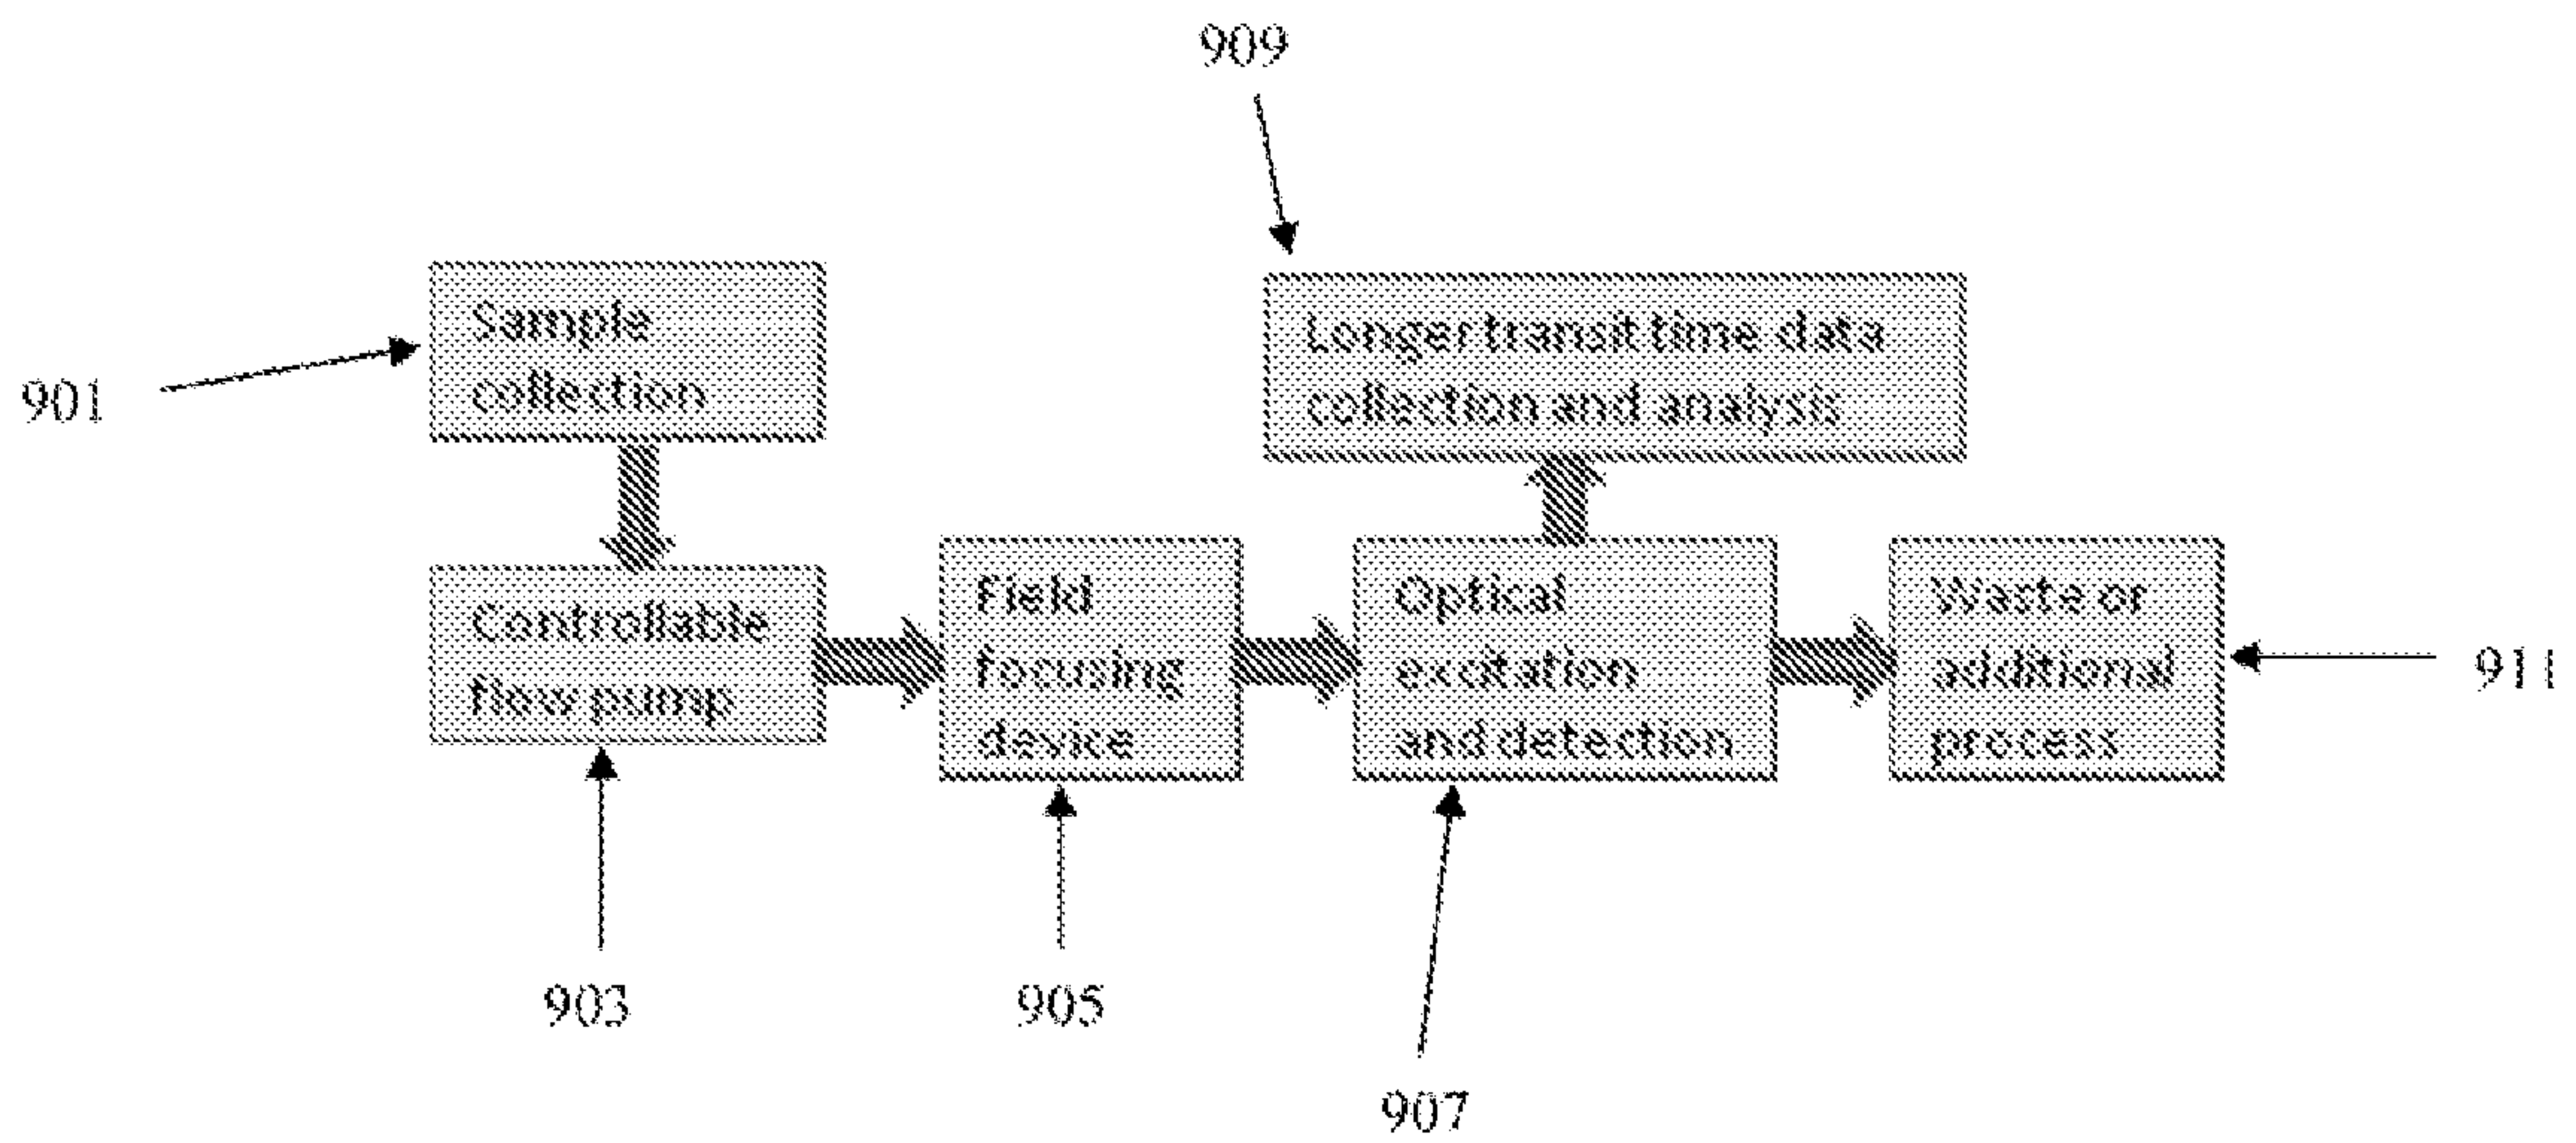 909
Sample
collection
Longer transit time data
collection and analysis
901
Controllable
flow pump
Field
focusing
device
Optical
excitation
and detection
Waste or
additional
process
911
903
905
907